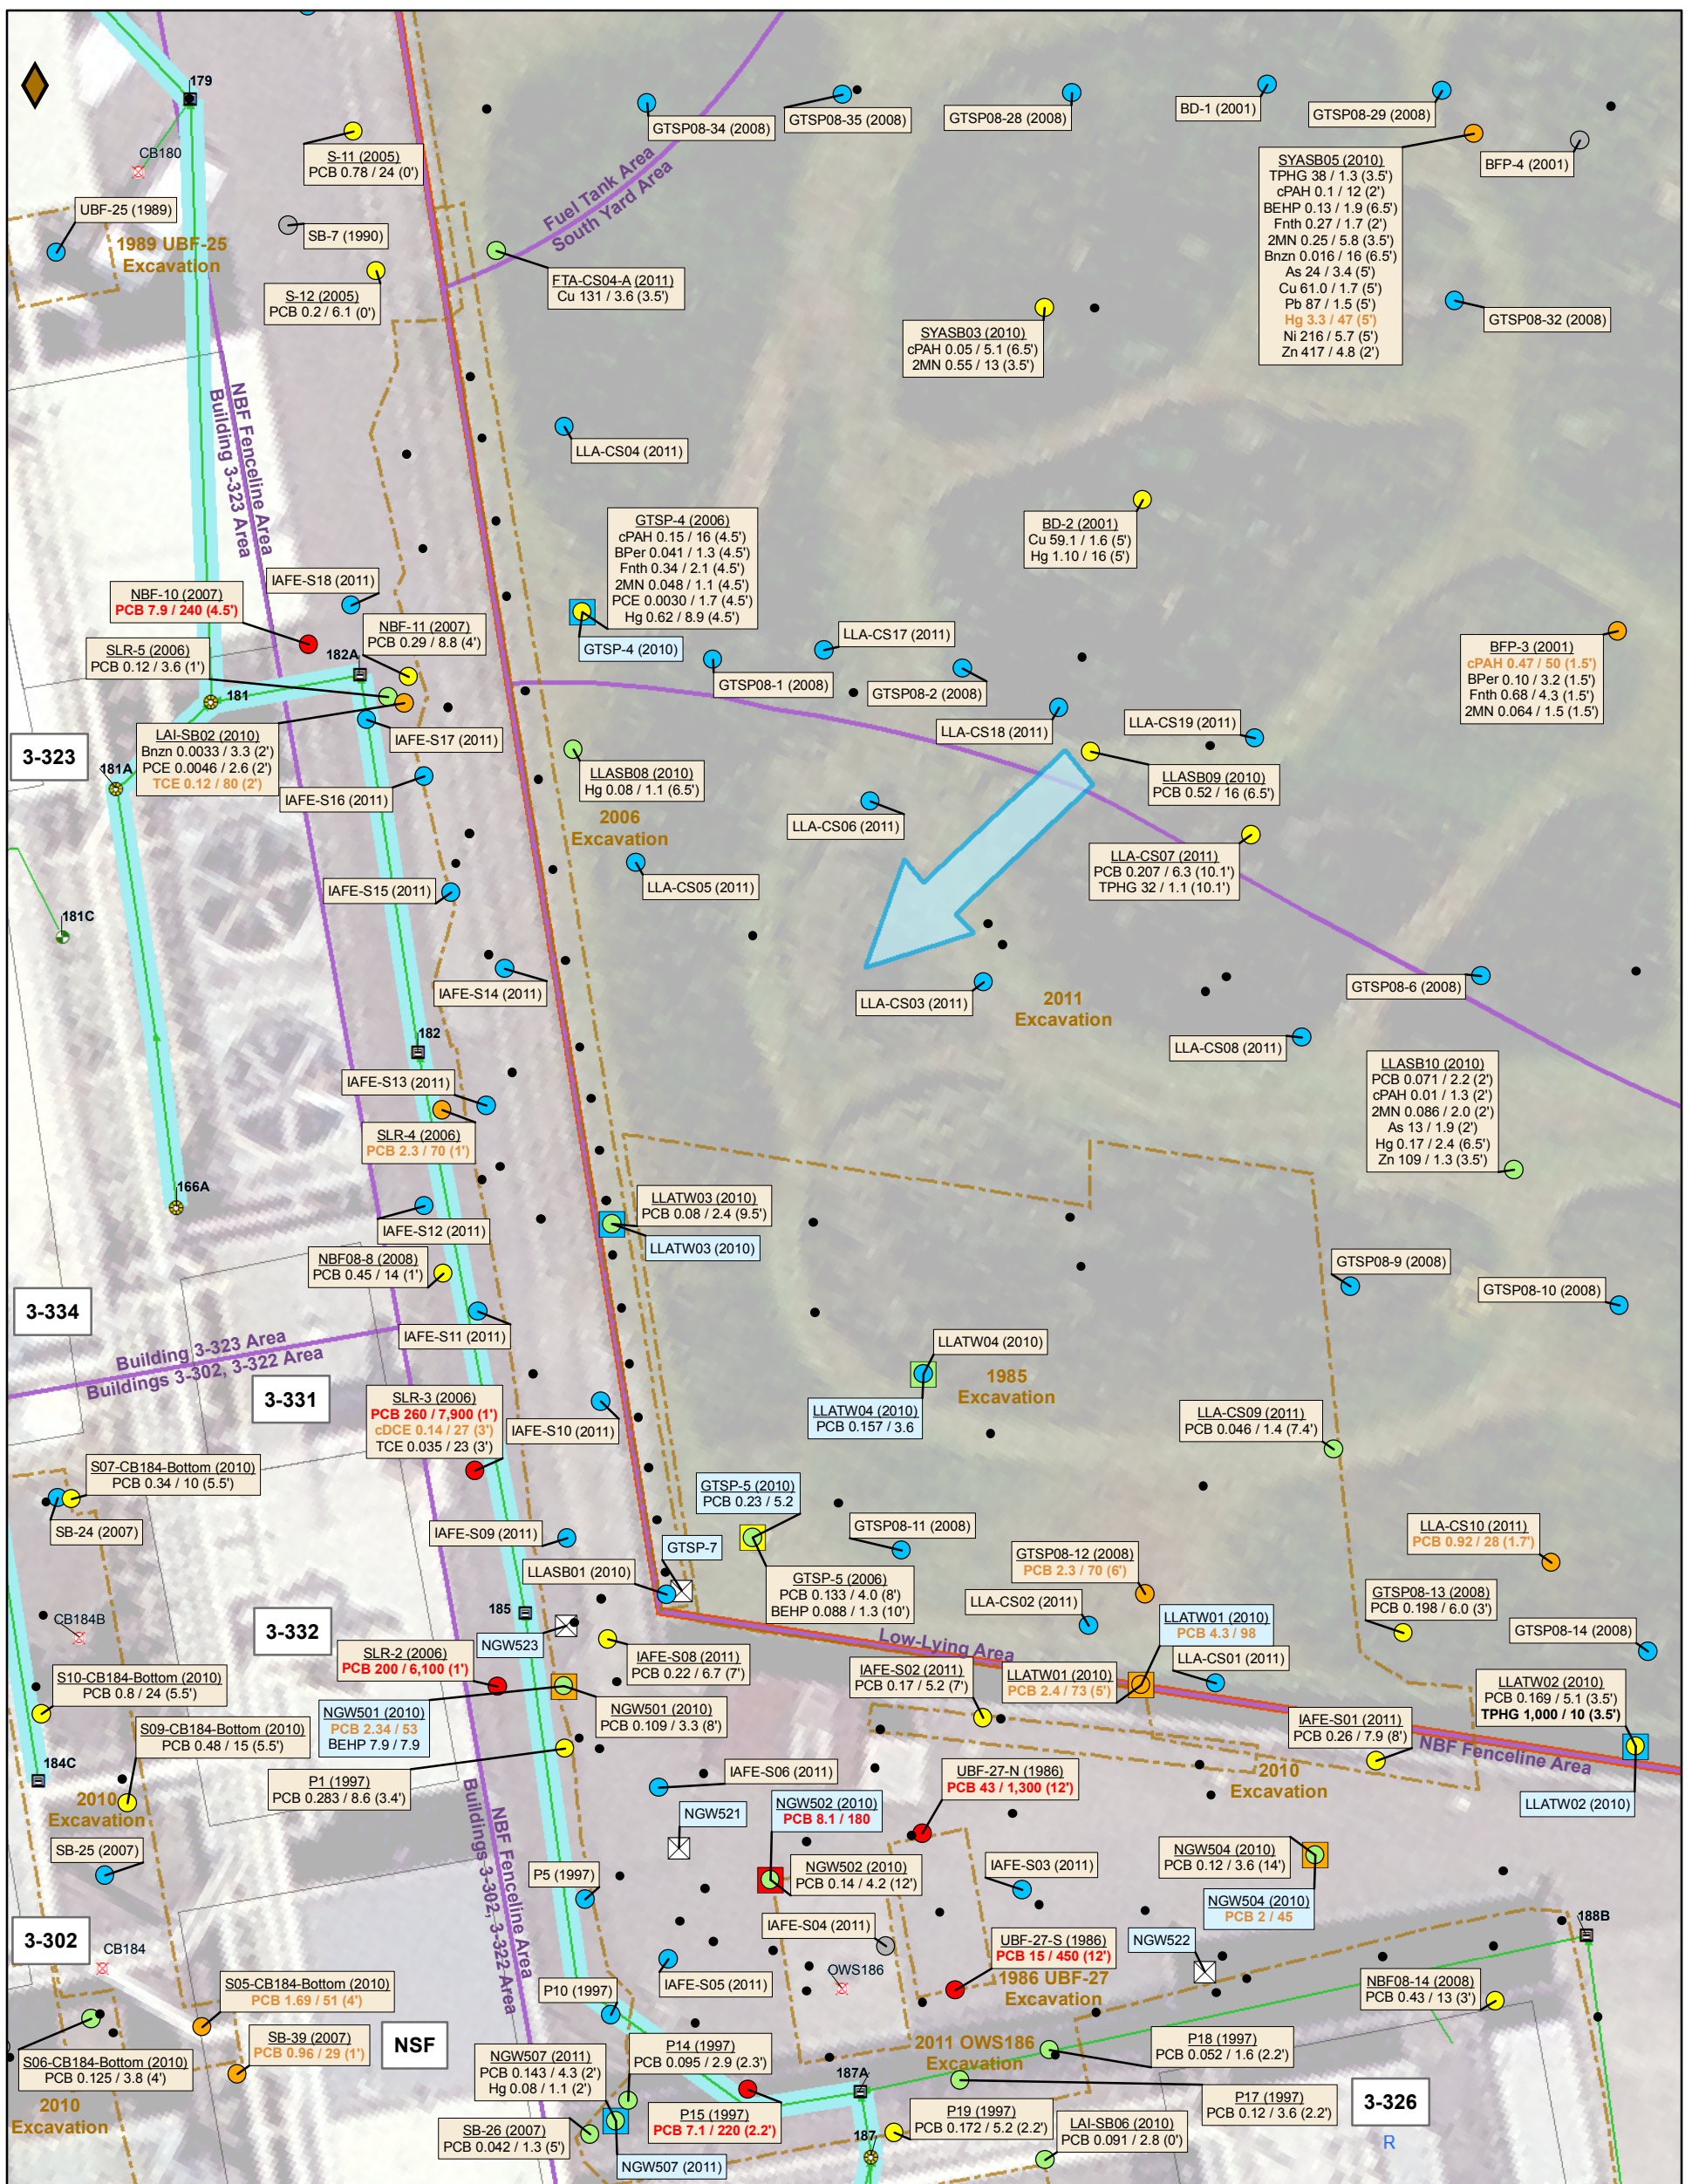 179
CB180
S-11 (2005)
PCB 0.78 / 24 (0')
GTSP08-34 (2008)
GTSP08-35 (2008)
GTSP08-28 (2008)
BD-1 (2001)
GTSP08-29 (2008)
BFP-4 (2001)
SYASB05 (2010)
TPHG 38 / 1.3 (3.5')
cPAH 0.1 / 12 (2')
BEHP 0.13 / 1.9 (6.5')
Fnth 0.27 / 1.7 (2')
2MN 0.25 / 5.8 (3.5')
Bnzn 0.016 / 16 (6.5')
As 24 / 3.4 (5')
Cu 61.0 / 1.7 (5')
Pb 87 / 1.5 (5')
Hg 3.3 / 47 (5')
Ni 216 / 5.7 (5')
Zn 417 / 4.8 (2')
UBF-25 (1989)
1989 UBF-25
Excavation
SB-7 (1990)
Fuel Tank Area
South Yard Area
S-12 (2005)
PCB 0.2 / 6.1 (0')
FTA-CS04-A (2011)
Cu 131 / 3.6 (3.5')
SYASB03 (2010)
cPAH 0.05 / 5.1 (6.5')
2MN 0.55 / 13 (3.5')
GTSP08-32 (2008)
NBF Fenceline Area
Building 3-323 Area
LLA-CS04 (2011)
GTSP-4 (2006)
cPAH 0.15 / 16 (4.5')
BPer 0.041 / 1.3 (4.5')
Fnth 0.34 / 2.1 (4.5')
2MN 0.048 / 1.1 (4.5')
PCE 0.0030 / 1.7 (4.5')
Hg 0.62 / 8.9 (4.5')
GTSP-4 (2010)
BD-2 (2001)
Cu 59.1 / 1.6 (5')
Hg 1.10 / 16 (5')
IAFE-S18 (2011)
NBF-10 (2007)
PCB 7.9 / 240 (4.5')
NBF-11 (2007)
PCB 0.29 / 8.8 (4')
SLR-5 (2006)
PCB 0.12 / 3.6 (1')
182A
181
LLA-CS17 (2011)
GTSP08-1 (2008)
GTSP08-2 (2008)
BFP-3 (2001)
cPAH 0.47 / 50 (1.5')
BPer 0.10 / 3.2 (1.5')
Fnth 0.68 / 4.3 (1.5')
2MN 0.064 / 1.5 (1.5')
LLA-CS18 (2011)
LLA-CS19 (2011)
3-323
LAI-SB02 (2010)
Bnzn 0.0033 / 3.3 (2')
PCE 0.0046 / 2.6 (2')
TCE 0.12 / 80 (2')
IAFE-S17 (2011)
181A
IAFE-S16 (2011)
LLASB08 (2010)
Hg 0.08 / 1.1 (6.5')
LLASB09 (2010)
PCB 0.52 / 16 (6.5')
2006
Excavation
LLA-CS06 (2011)
LLA-CS07 (2011)
PCB 0.207 / 6.3 (10.1')
TPHG 32 / 1.1 (10.1')
IAFE-S15 (2011)
LLA-CS05 (2011)
181C
IAFE-S14 (2011)
LLA-CS03 (2011)
2011
Excavation
GTSP08-6 (2008)
182
LLA-CS08 (2011)
IAFE-S13 (2011)
LLASB10 (2010)
PCB 0.071 / 2.2 (2')
cPAH 0.01 / 1.3 (2')
2MN 0.086 / 2.0 (2')
As 13 / 1.9 (2')
Hg 0.17 / 2.4 (6.5')
Zn 109 / 1.3 (3.5')
SLR-4 (2006)
PCB 2.3 / 70 (1')
166A
IAFE-S12 (2011)
LLATW03 (2010)
PCB 0.08 / 2.4 (9.5')
LLATW03 (2010)
NBF08-8 (2008)
PCB 0.45 / 14 (1')
GTSP08-9 (2008)
GTSP08-10 (2008)
3-334
IAFE-S11 (2011)
Building 3-323 Area
Buildings 3-302, 3-322 Area
LLATW04 (2010)
1985
Excavation
3-331
SLR-3 (2006)
PCB 260 / 7,900 (1')
cDCE 0.14 / 27 (3')
TCE 0.035 / 23 (3')
IAFE-S10 (2011)
LLATW04 (2010)
PCB 0.157 / 3.6
LLA-CS09 (2011)
PCB 0.046 / 1.4 (7.4')
S07-CB184-Bottom (2010)
PCB 0.34 / 10 (5.5')
SB-24 (2007)
GTSP-5 (2010)
PCB 0.23 / 5.2
IAFE-S09 (2011)
GTSP-7
GTSP08-11 (2008)
LLA-CS10 (2011)
PCB 0.92 / 28 (1.7')
LLASB01 (2010)
GTSP-5 (2006)
PCB 0.133 / 4.0 (8')
BEHP 0.088 / 1.3 (10')
GTSP08-12 (2008)
PCB 2.3 / 70 (6')
GTSP08-13 (2008)
PCB 0.198 / 6.0 (3')
LLA-CS02 (2011)
CB184B
3-332
185
NGW523
Low-Lying Area
LLATW01 (2010)
PCB 4.3 / 98
GTSP08-14 (2008)
SLR-2 (2006)
PCB 200 / 6,100 (1')
IAFE-S08 (2011)
PCB 0.22 / 6.7 (7')
IAFE-S02 (2011)
PCB 0.17 / 5.2 (7')
LLATW01 (2010)
PCB 2.4 / 73 (5')
LLA-CS01 (2011)
S10-CB184-Bottom (2010)
PCB 0.8 / 24 (5.5')
NGW501 (2010)
PCB 2.34 / 53
BEHP 7.9 / 7.9
NGW501 (2010)
PCB 0.109 / 3.3 (8')
LLATW02 (2010)
PCB 0.169 / 5.1 (3.5')
TPHG 1,000 / 10 (3.5')
S09-CB184-Bottom (2010)
PCB 0.48 / 15 (5.5')
IAFE-S01 (2011)
PCB 0.26 / 7.9 (8')
NBF Fenceline Area
184C
P1 (1997)
PCB 0.283 / 8.6 (3.4')
IAFE-S06 (2011)
UBF-27-N (1986)
PCB 43 / 1,300 (12')
2010
Excavation
LLATW02 (2010)
2010
Excavation
NGW521
NGW502 (2010)
PCB 8.1 / 180
SB-25 (2007)
NBF Fenceline Area
Buildings 3-302, 3-322 Area
P5 (1997)
NGW502 (2010)
PCB 0.14 / 4.2 (12')
IAFE-S03 (2011)
NGW504 (2010)
PCB 0.12 / 3.6 (14')
NGW504 (2010)
PCB 2 / 45
3-302
CB184
IAFE-S04 (2011)
NGW522
188B
UBF-27-S (1986)
PCB 15 / 450 (12')
IAFE-S05 (2011)
OWS186
1986 UBF-27
Excavation
S05-CB184-Bottom (2010)
PCB 1.69 / 51 (4')
P10 (1997)
NBF08-14 (2008)
PCB 0.43 / 13 (3')
SB-39 (2007)
PCB 0.96 / 29 (1')
NSF
S06-CB184-Bottom (2010)
PCB 0.125 / 3.8 (4')
NGW507 (2011)
PCB 0.143 / 4.3 (2')
Hg 0.08 / 1.1 (2')
P14 (1997)
PCB 0.095 / 2.9 (2.3')
187A
2011 OWS186
Excavation
P18 (1997)
PCB 0.052 / 1.6 (2.2')
2010
Excavation
P17 (1997)
PCB 0.12 / 3.6 (2.2')
3-326
SB-26 (2007)
PCB 0.042 / 1.3 (5')
P15 (1997)
PCB 7.1 / 220 (2.2')
P19 (1997)
PCB 0.172 / 5.2 (2.2')
LAI-SB06 (2010)
PCB 0.091 / 2.8 (0')
187
NGW507 (2011)
R